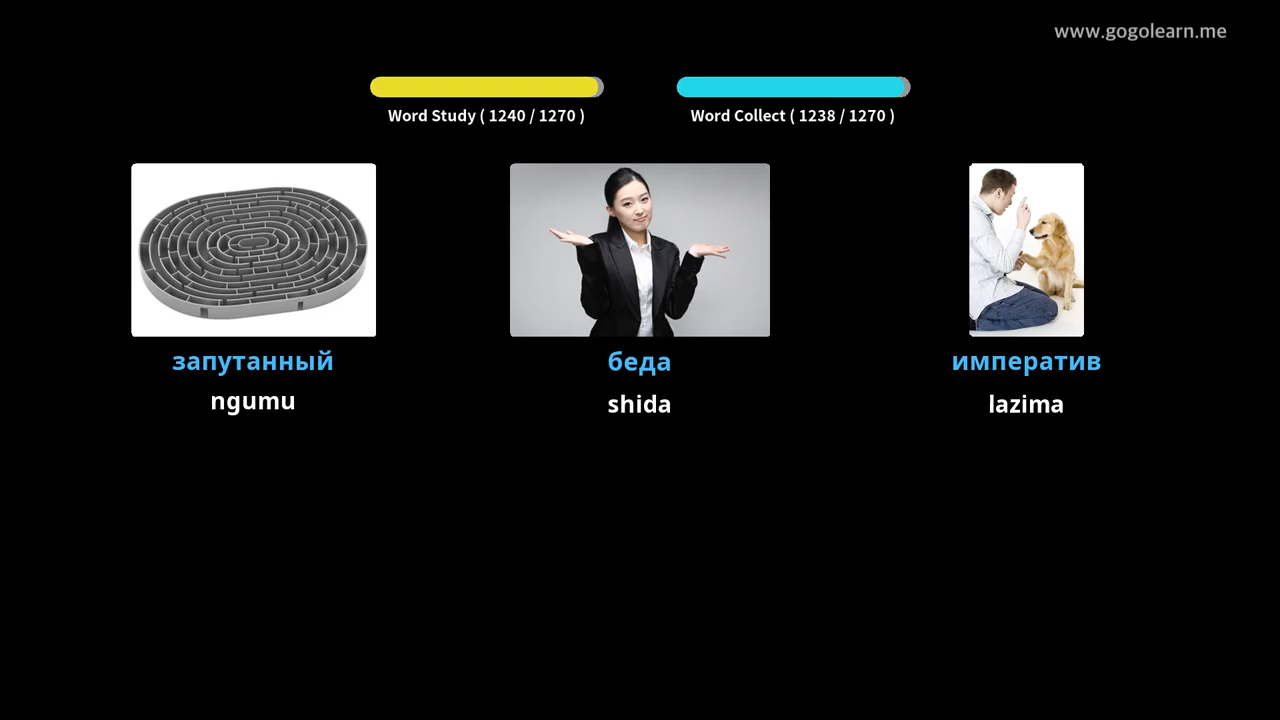 www.gogolearn.me
Word Study ( 1240 / 1270 )
Word Collect ( 1238 / 1270 )
запутанный
ngumu
беда
shida
императив
lazima